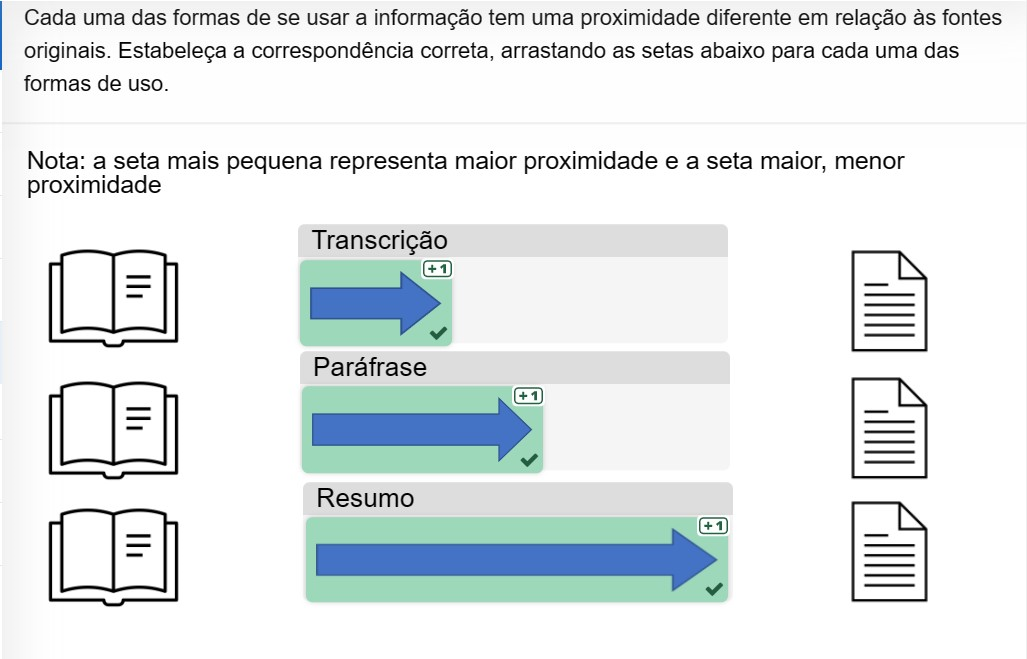 Cada uma das formas de se usar a informação tem uma proximidade diferente em relação às fontes
originais. Estabeleça a correspondência correta, arrastando as setas abaixo para cada uma das
formas de uso.
Nota: a seta mais pequena representa maior proximidade e a seta maior, menor
proximidade
Transcrição
+1
Paráfrase
+1
Resumo
+1